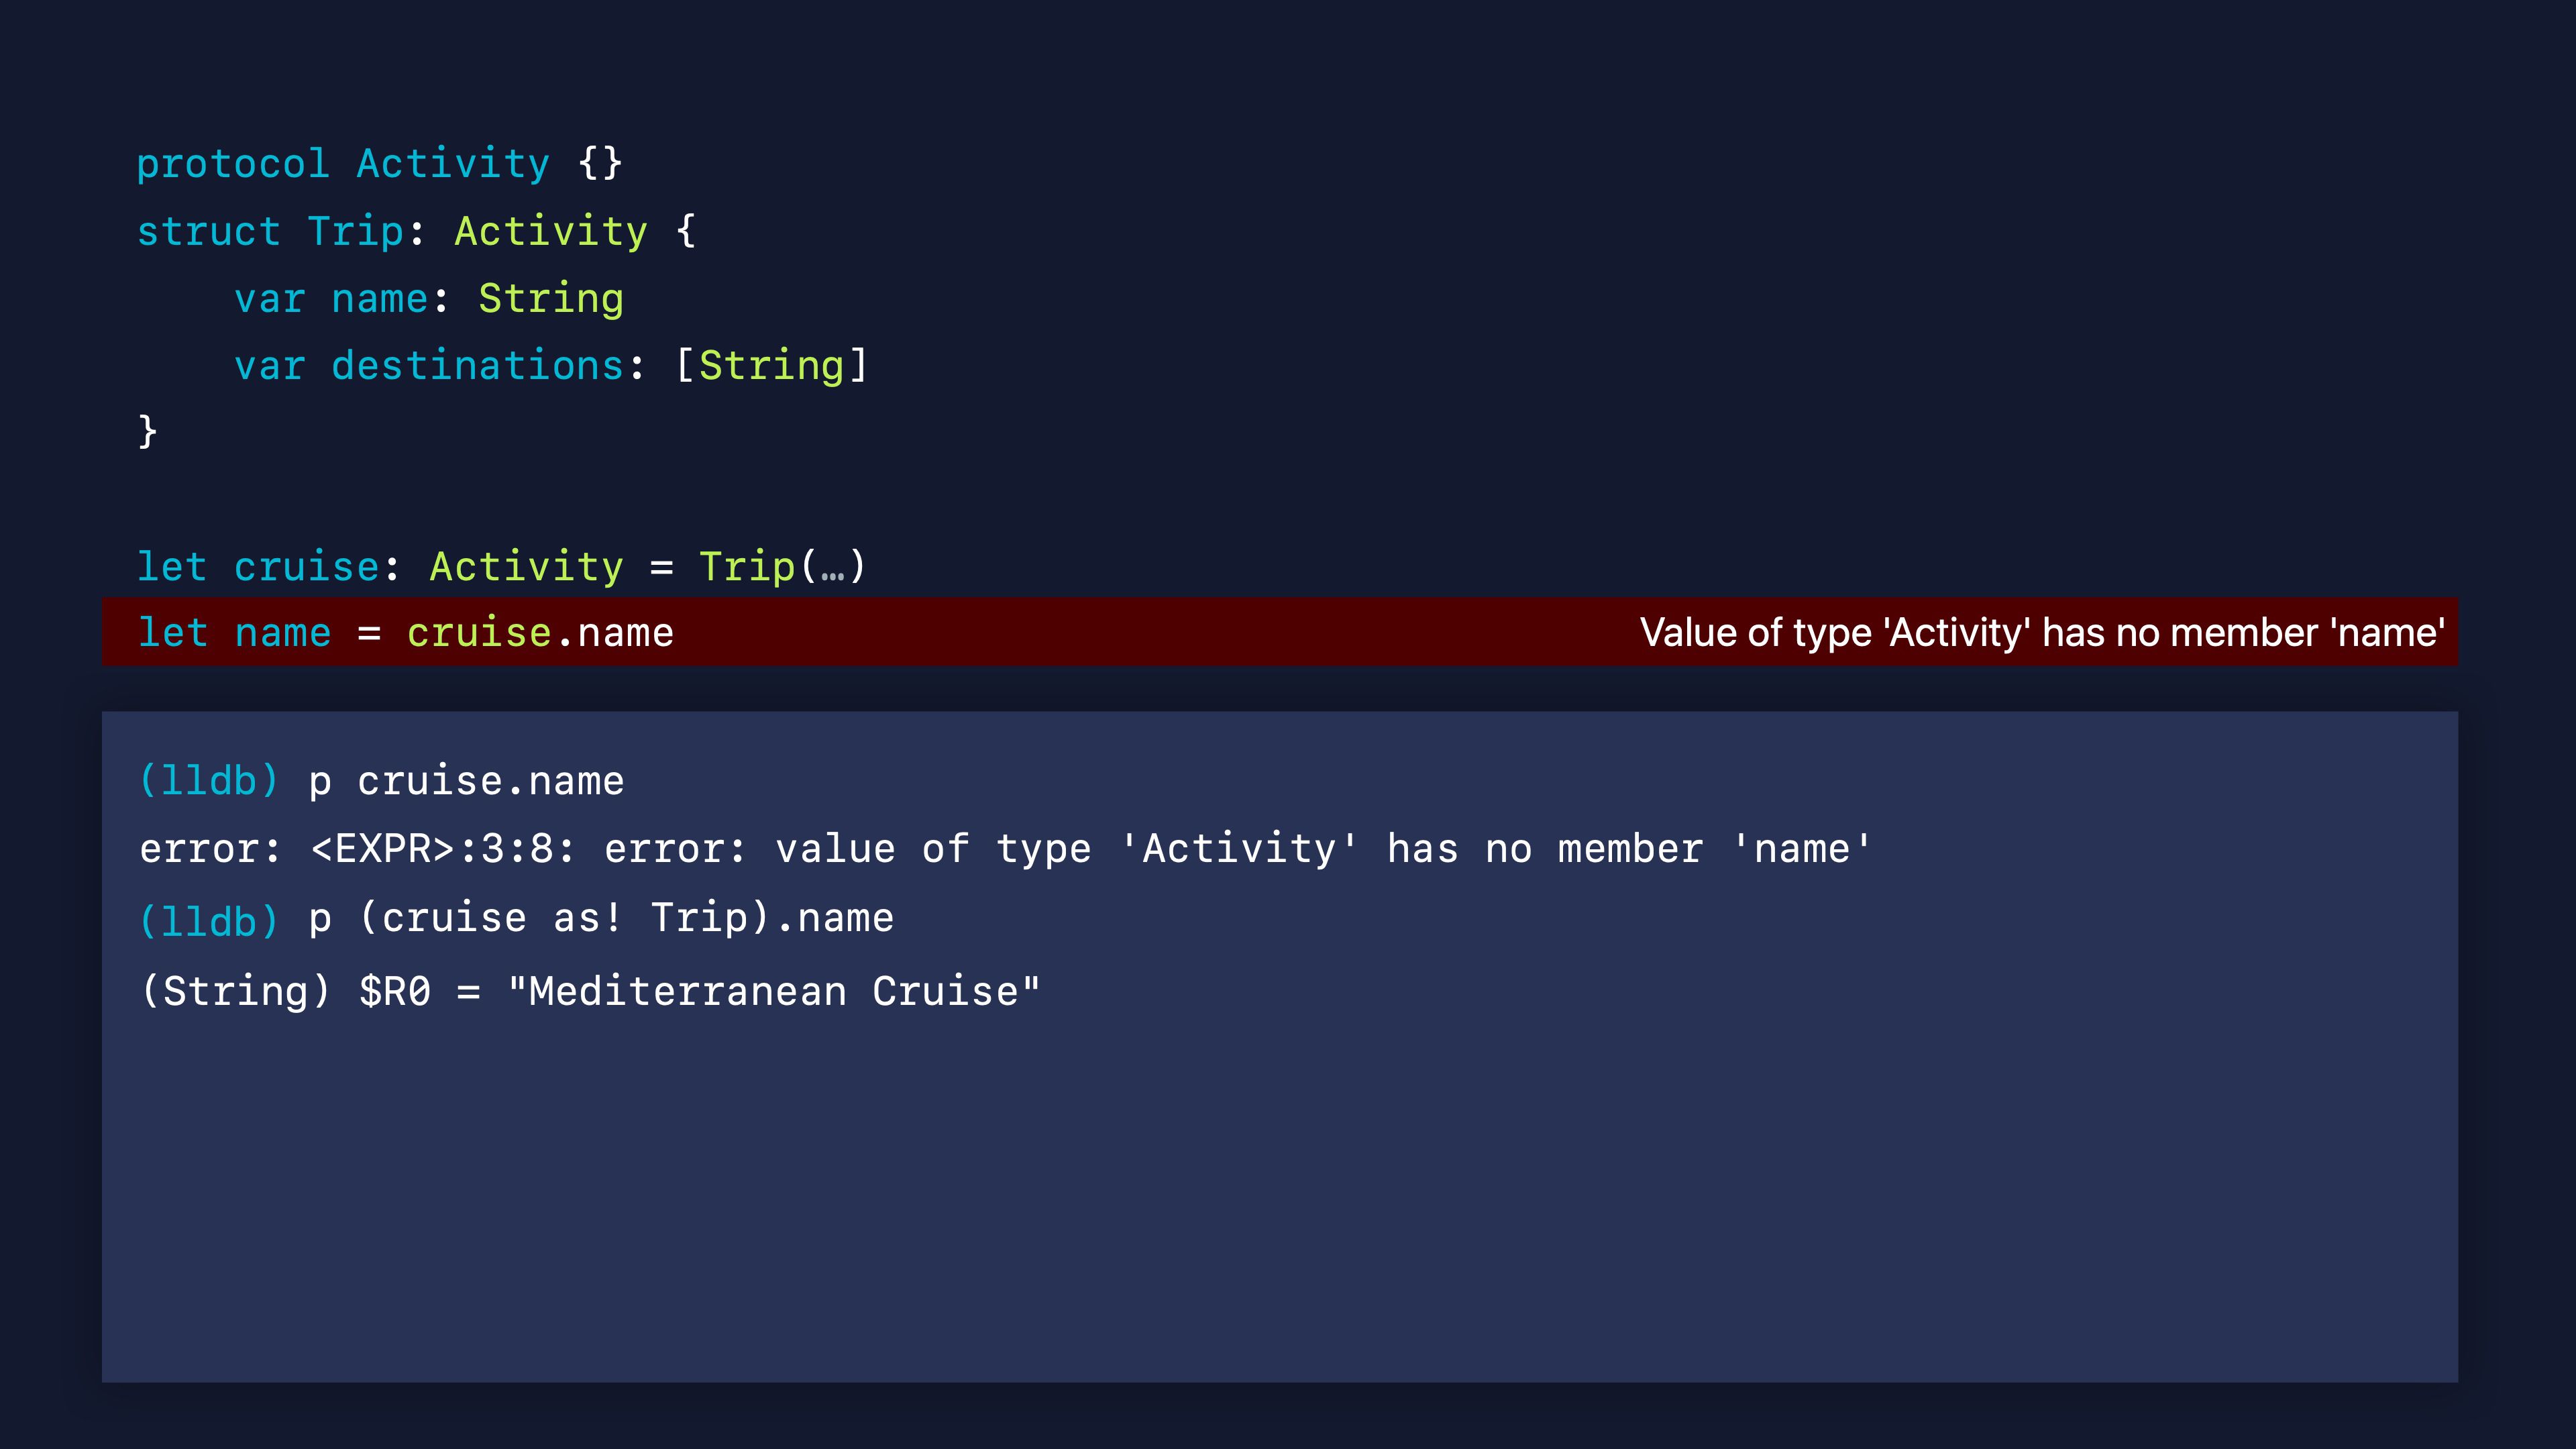 protocol Activity {}
struct Trip: Activity {
    var name: String
    var destinations: [String]
}
let cruise: Activity = Trip(…)
let name = cruise.name Value of type 'Activity' has no member 'name'
(lldb) p cruise.name
error: <EXPR>:3:8: error: value of type 'Activity' has no member 'name'
(lldb) p (cruise as! Trip).name
(String) $R0 = "Mediterranean Cruise"